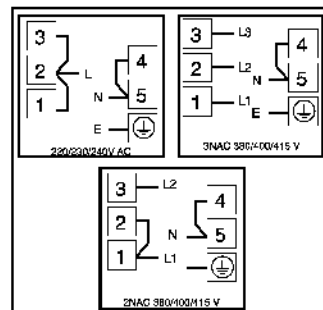 3
2 L
1
4
N 5
E
220/230/240V AC
3 L3
2 L2
1 L1
4
N 5
E
3NAC 380/400/415 V
3 L2
2
1 L1
4
N 5
2NAC 380/400/415 V